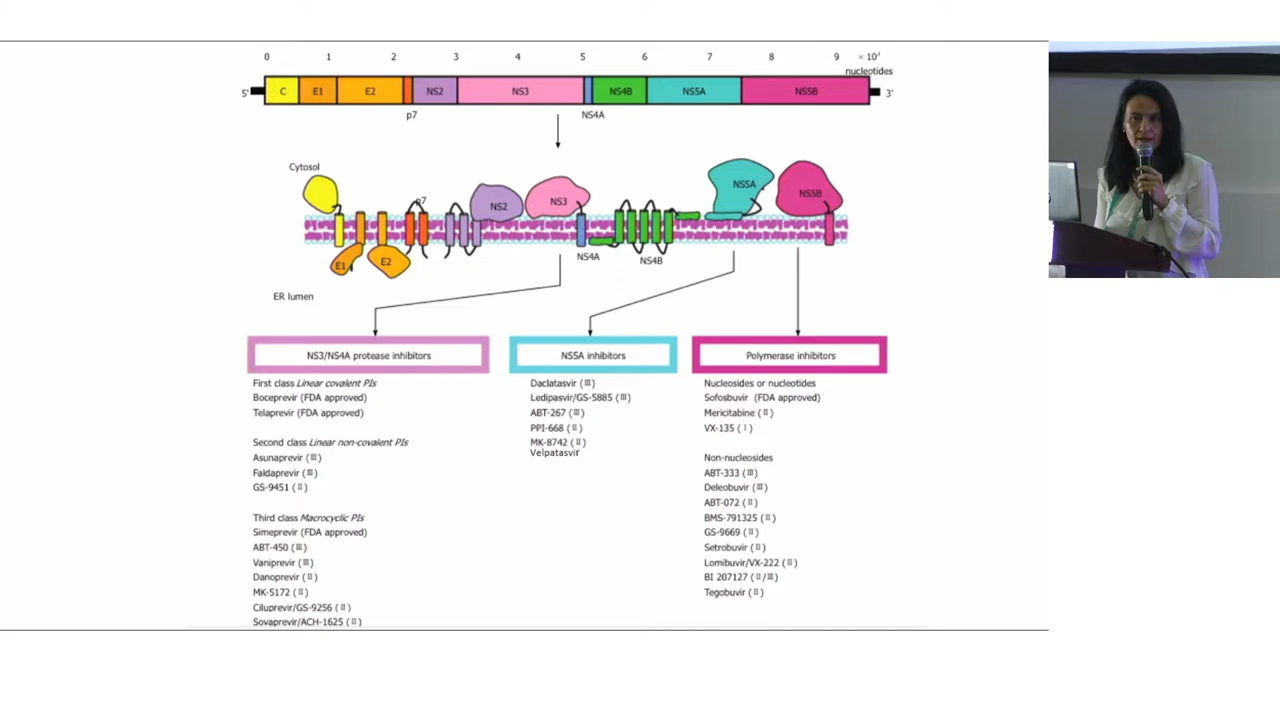 0 1 2 3 4 5 6 7 8 9 × 10³
nucleotides
5' C E1 E2 NS2 NS3 NS4B NS5A NS5B 3'
p7 NS4A
Cytosol
p7 NS2 NS3 NS5A NS5B
E1 E2 NS4A NS4B
ER lumen
NS3/NS4A protease inhibitors
First class Linear covalent PIs
Boceprevir (FDA approved)
Telaprevir (FDA approved)
Second class Linear non-covalent PIs
Asunaprevir (Ⅲ)
Faldaprevir (Ⅲ)
GS-9451 (Ⅱ)
Third class Macrocyclic PIs
Simeprevir (FDA approved)
ABT-450 (Ⅲ)
Vaniprevir (Ⅲ)
Danoprevir (Ⅱ)
MK-5172 (Ⅱ)
Ciluprevir/GS-9256 (Ⅱ)
Sovaprevir/ACH-1625 (Ⅱ)
NS5A inhibitors
Daclatasvir (Ⅲ)
Ledipasvir/GS-5885 (Ⅲ)
ABT-267 (Ⅲ)
PPI-668 (Ⅱ)
MK-8742 (Ⅱ)
Velpatasvir
Polymerase inhibitors
Nucleosides or nucleotides
Sofosbuvir (FDA approved)
Mericitabine (Ⅱ)
VX-135 (Ⅰ)
Non-nucleosides
ABT-333 (Ⅲ)
Deleobuvir (Ⅲ)
ABT-072 (Ⅱ)
BMS-791325 (Ⅱ)
GS-9669 (Ⅱ)
Setrobuvir (Ⅱ)
Lomibuvir/VX-222 (Ⅱ)
BI 207127 (Ⅱ/Ⅲ)
Tegobuvir (Ⅱ)